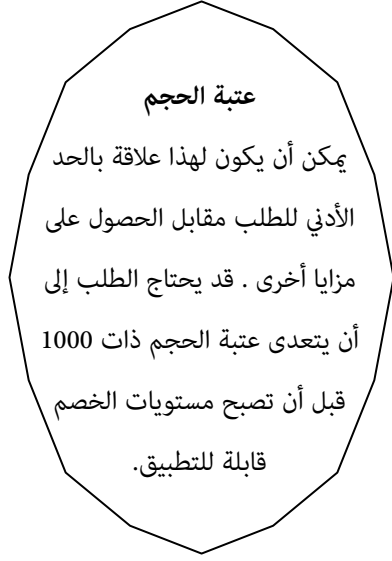 عتبة الحجم
يمكن أن يكون لهذا علاقة بالحد
الأدني للطلب مقابل الحصول على
مزايا أخرى . قد يحتاج الطلب إلى
أن يتعدى عتبة الحجم ذات 1000
قبل أن تصبح مستويات الخصم
قابلة للتطبيق.